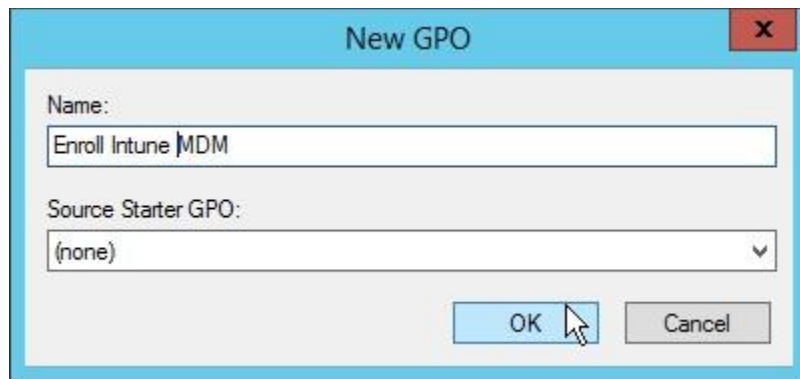 New GPO
x
Name:
Enroll Intune MDM
Source Starter GPO:
(none)
OK
Cancel